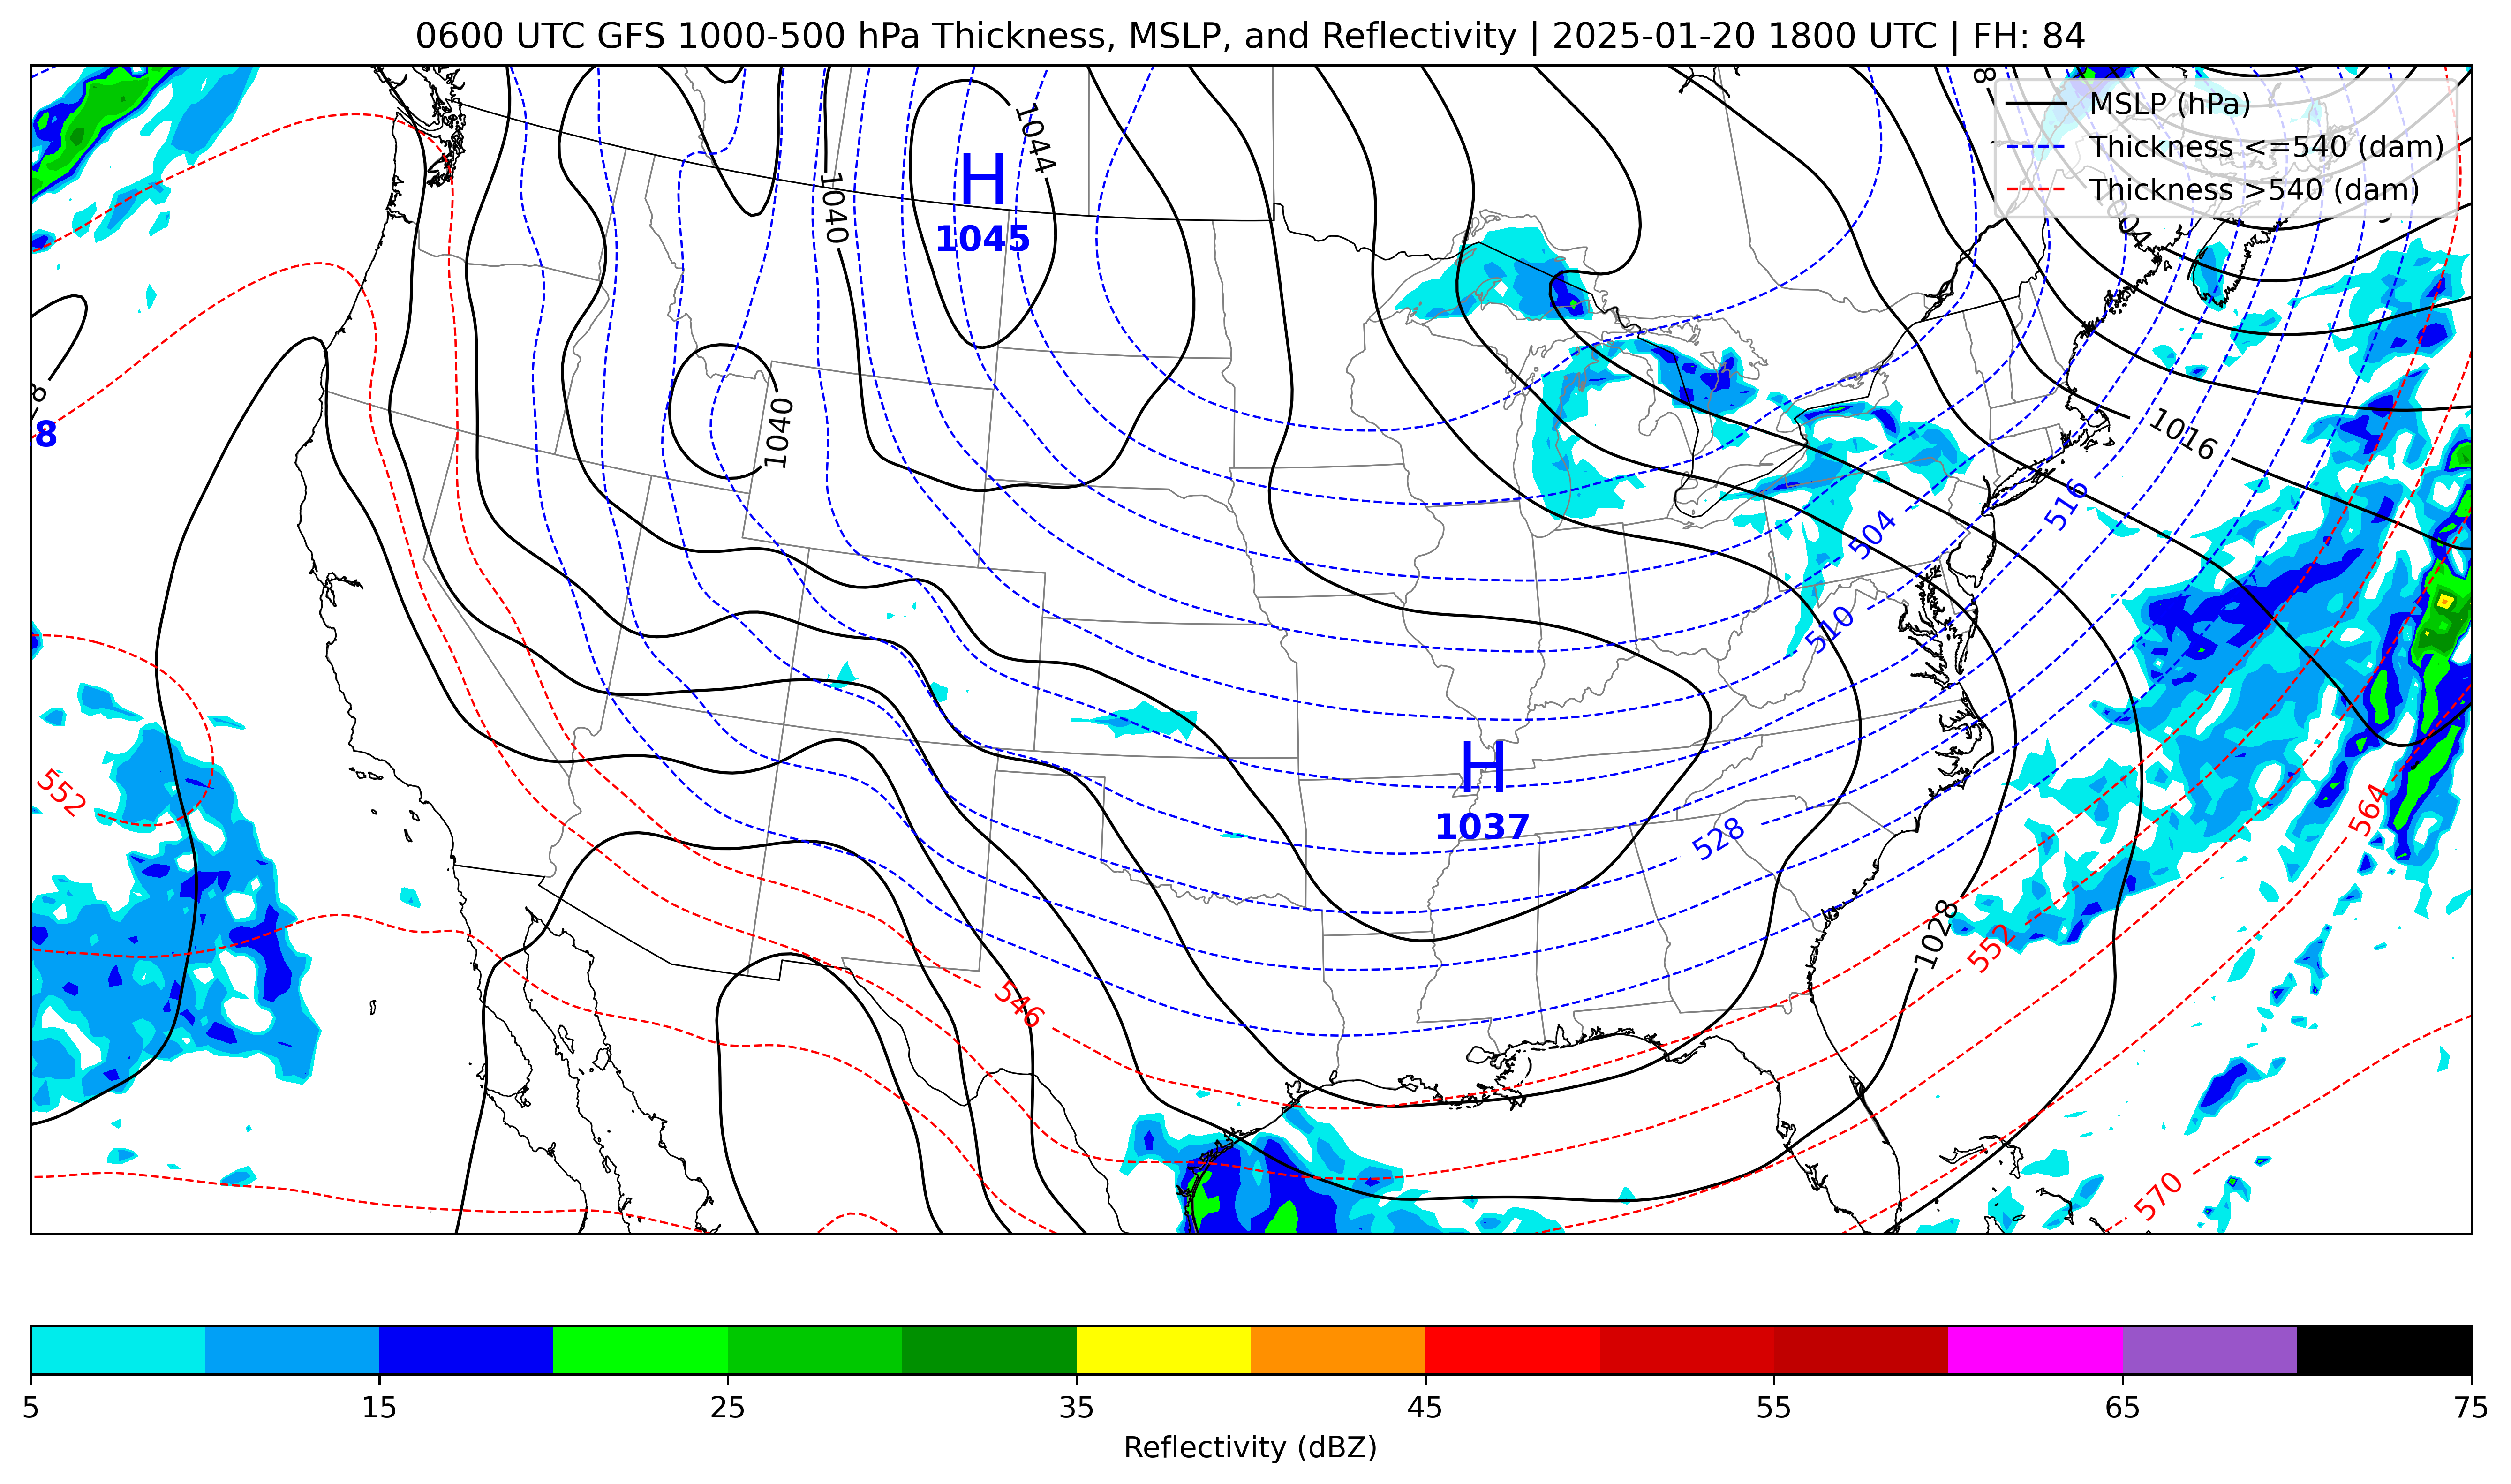 0600 UTC GFS 1000-500 hPa Thickness, MSLP, and Reflectivity | 2025-01-20 1800 UTC | FH: 84
MSLP (hPa)
Thickness <=540 (dam)
Thickness >540 (dam)
8
1004
1044
H
1045
1040
1040
8
8
1016
516
504
510
552
H
1037
528
564
1028
552
546
570
5 15 25 35 45 55 65 75
Reflectivity (dBZ)